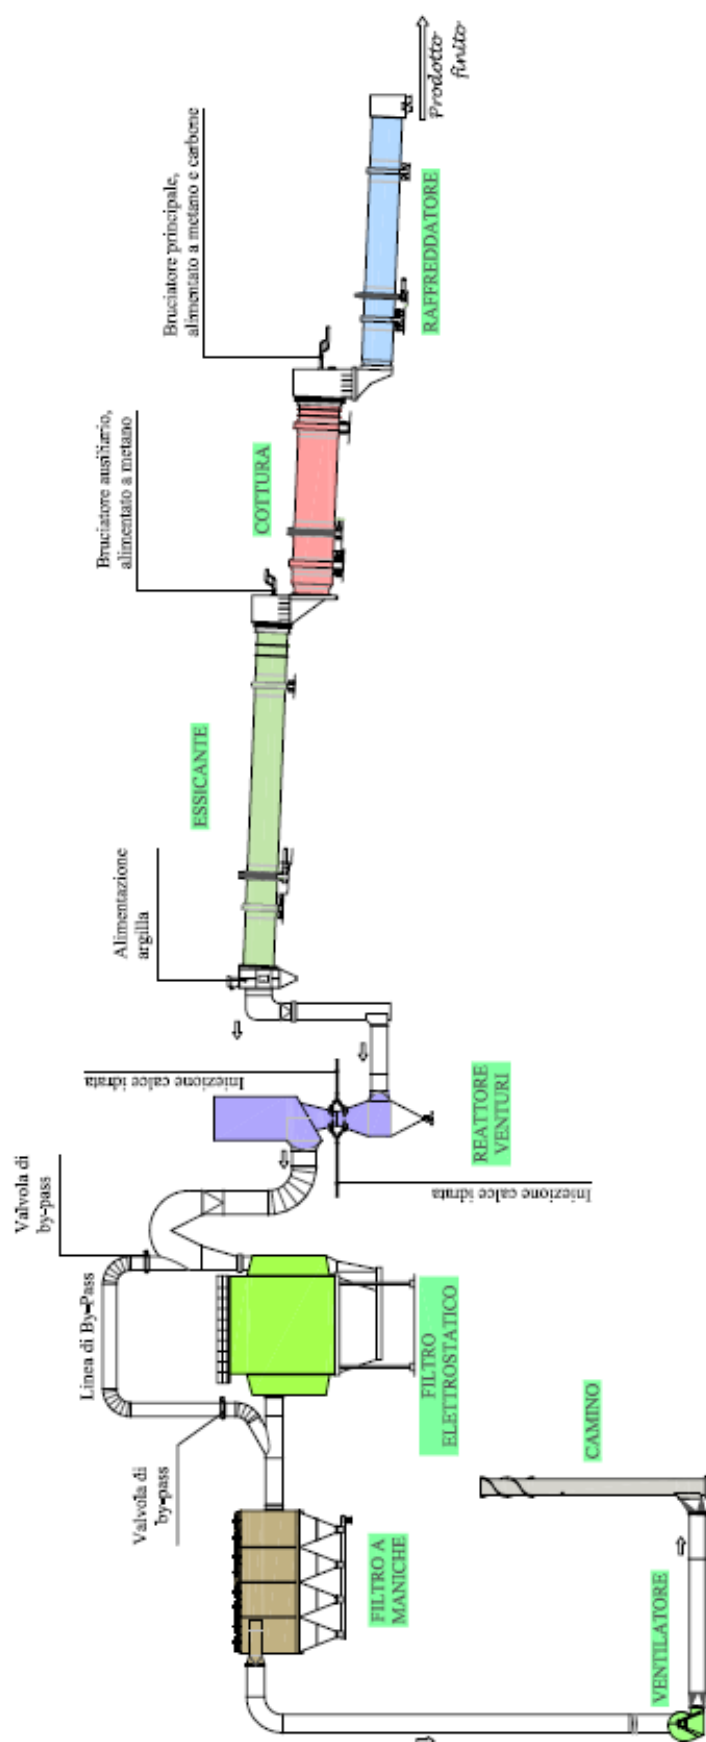 Prodotto
finito
Bruciatore principale,
alimentato a metano e carbone
RAFFREDDATORE
Bruciatore ausiliario,
alimentato a metano
COTTURA
ESSICANTE
Alimentazione
argilla
Iniezione calce idrata
REATTORE
VENTURI
Iniezione calce idrata
Valvola di
by-pass
Linea di By-Pass
FILTRO
ELETTROSTATICO
Valvola di
by-pass
CAMINO
FILTRO A
MANICHE
VENTILATORE